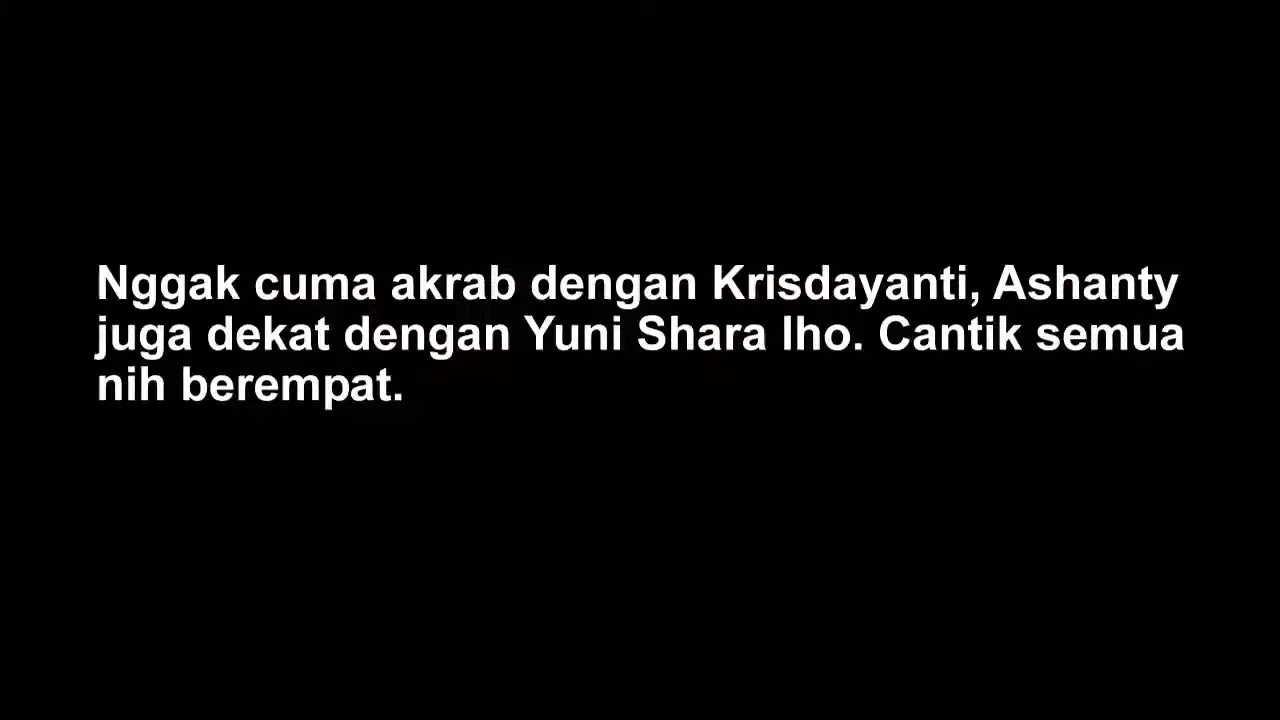 Nggak cuma akrab dengan Krisdayanti, Ashanty
juga dekat dengan Yuni Shara lho. Cantik semua
nih berempat.